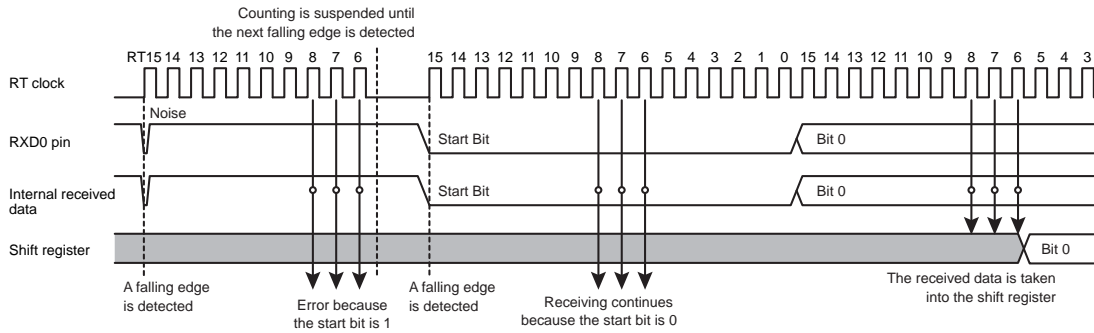 Counting is suspended until
the next falling edge is detected
RT15 14 13 12 11 10 9 8 7 6 15 14 13 12 11 10 9 8 7 6 5 4 3 2 1 0 15 14 13 12 11 10 9 8 7 6 5 4 3
RT clock
Noise
RXD0 pin
Start Bit
Bit 0
Internal received
data
Start Bit
Bit 0
Shift register
Bit 0
A falling edge
is detected
Error because
the start bit is 1
A falling edge
is detected
Receiving continues
because the start bit is 0
The received data is taken
into the shift register